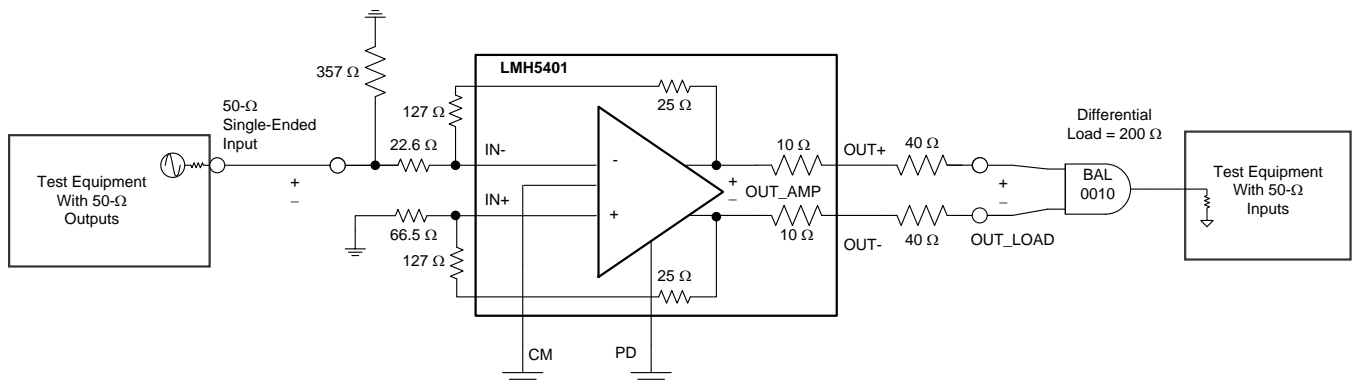 LMH5401
357 Ω
50-Ω
Single-Ended
Input
127 Ω
25 Ω
22.6 Ω
IN-
-
10 Ω
OUT+
40 Ω
Differential
Load = 200 Ω
Test Equipment
With 50-Ω
Outputs
+
–
IN+
+
66.5 Ω
127 Ω
25 Ω
+
–
OUT_AMP
10 Ω
OUT-
40 Ω
+
–
OUT_LOAD
BAL
0010
Test Equipment
With 50-Ω
Inputs
CM
PD